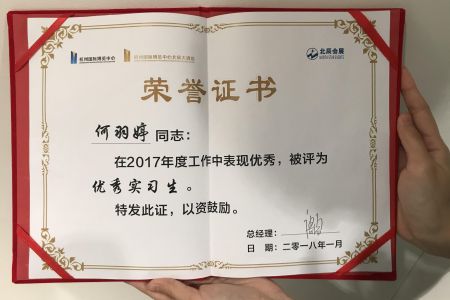 杭州国际博览中心
杭州国际博览中心北辰大酒店
北辰会展
荣誉证书
何羽婷 同志:
在2017年度工作中表现优秀,被评为
优秀实习生。
特发此证,以资鼓励。
总经理:
日 期:二零一八年一月